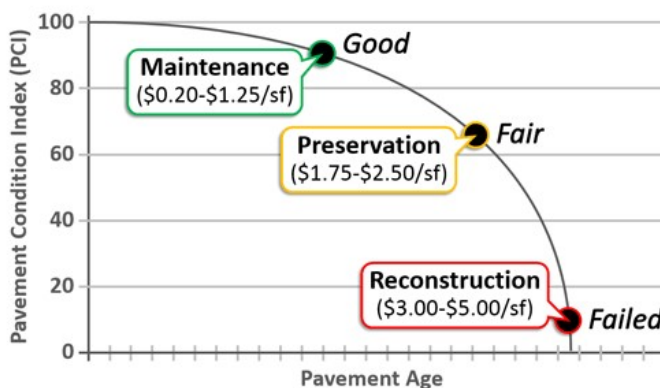 Pavement Condition Index (PCI)
100
80
60
40
20
0
Good
Maintenance
($0.20-$1.25/sf)
Fair
Preservation
($1.75-$2.50/sf)
Reconstruction
($3.00-$5.00/sf)
Failed
Pavement Age